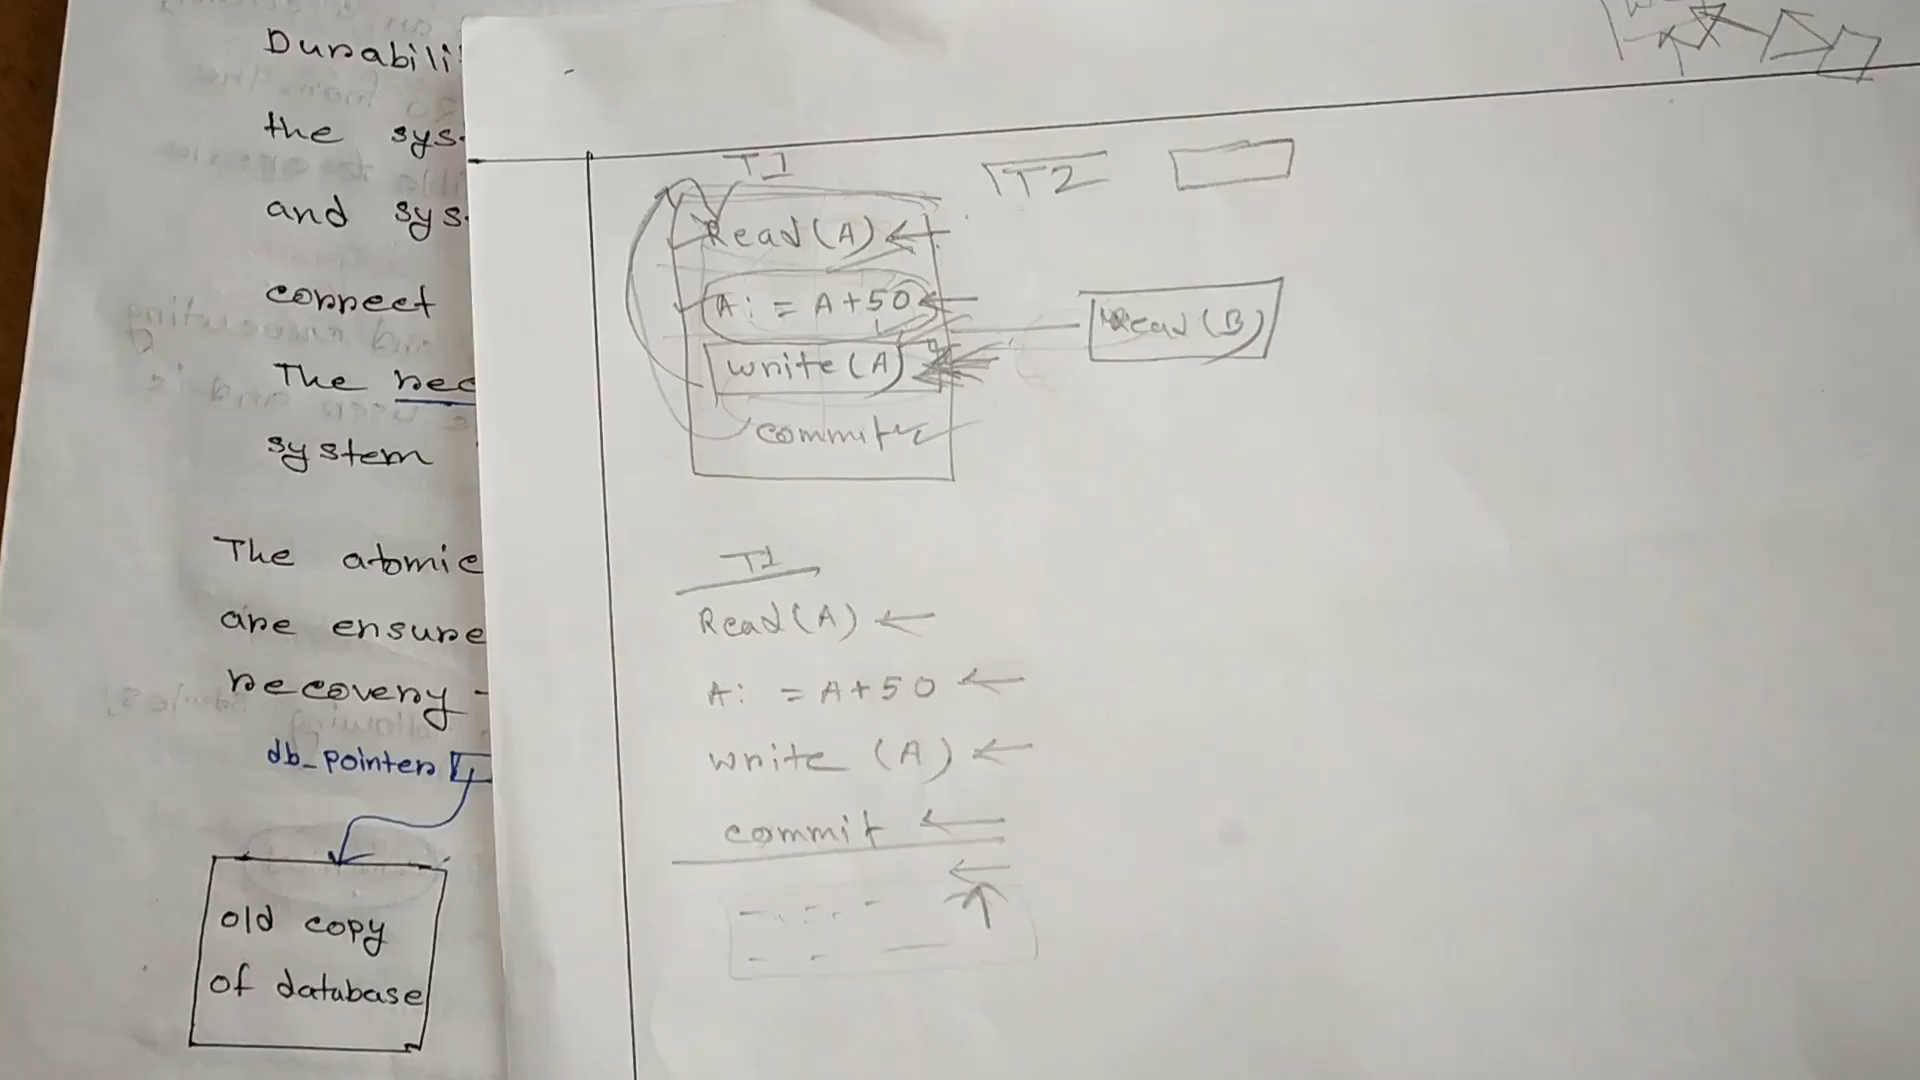 Durabili
the sys
and sys
correct
The rec
system
The atomic
are ensure
recovery -
db_pointer
old copy
of database
T1
T2
Read (A)
A : = A + 50
Read (B)
write (A)
commit
T1
Read (A)
A : = A + 50
write (A)
commit